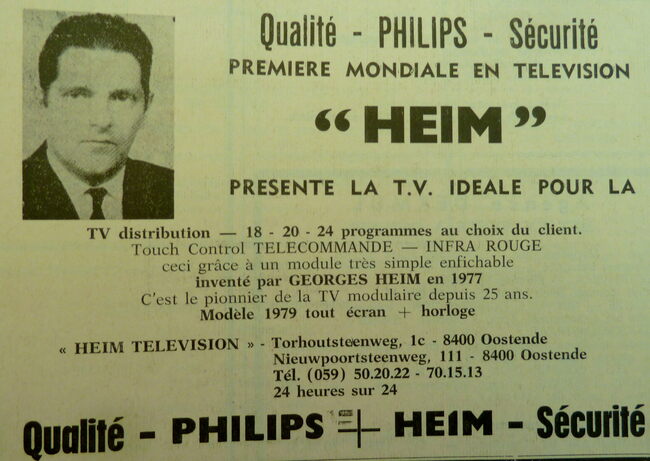 Qualité - PHILIPS - Sécurité
PREMIERE MONDIALE EN TELEVISION
“HEIM”
PRESENTE LA T.V. IDEALE POUR LA
TV distribution — 18 - 20 - 24 programmes au choix du client.
Touch Control TELECOMMANDE — INFRA ROUGE
ceci grâce à un module très simple enfichable
inventé par GEORGES HEIM en 1977
C'est le pionnier de la TV modulaire depuis 25 ans.
Modèle 1979 tout écran + horloge
« HEIM TELEVISION » - Torhoutsteenweg, 1c - 8400 Oostende
Nieuwpoortsteenweg, 111 - 8400 Oostende
Tél. (059) 50.20.22 - 70.15.13
24 heures sur 24
Qualité - PHILIPS + HEIM - Sécurité